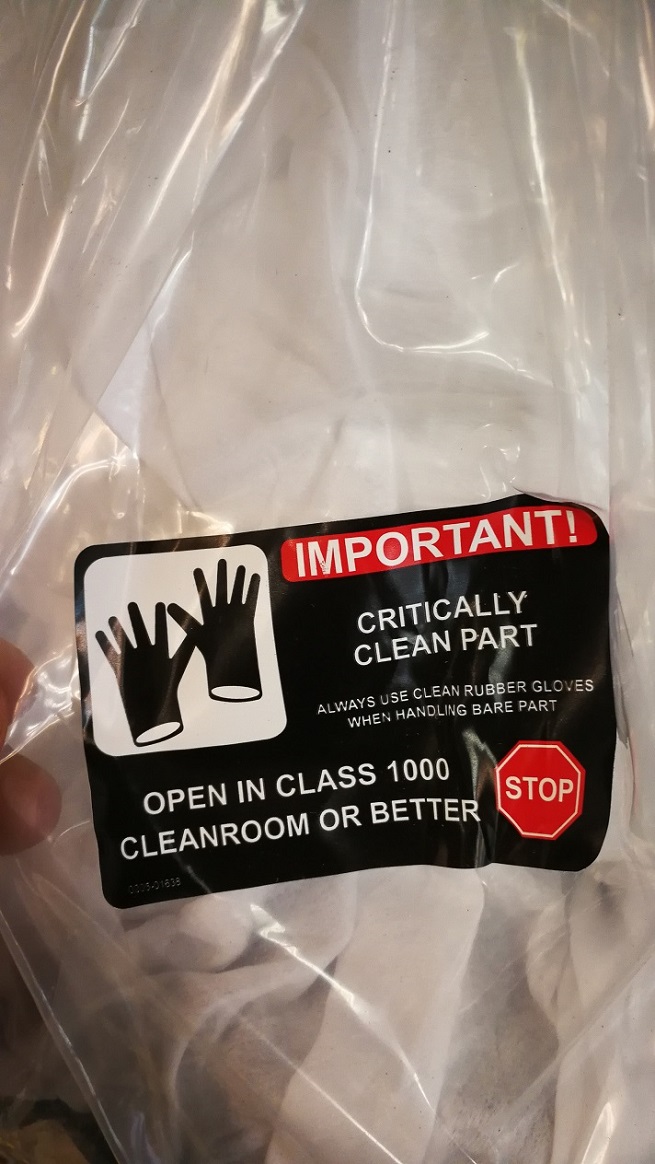 IMPORTANT!
CRITICALLY
CLEAN PART
ALWAYS USE CLEAN RUBBER GLOVES
WHEN HANDLING BARE PART
OPEN IN CLASS 1000
CLEANROOM OR BETTER
STOP